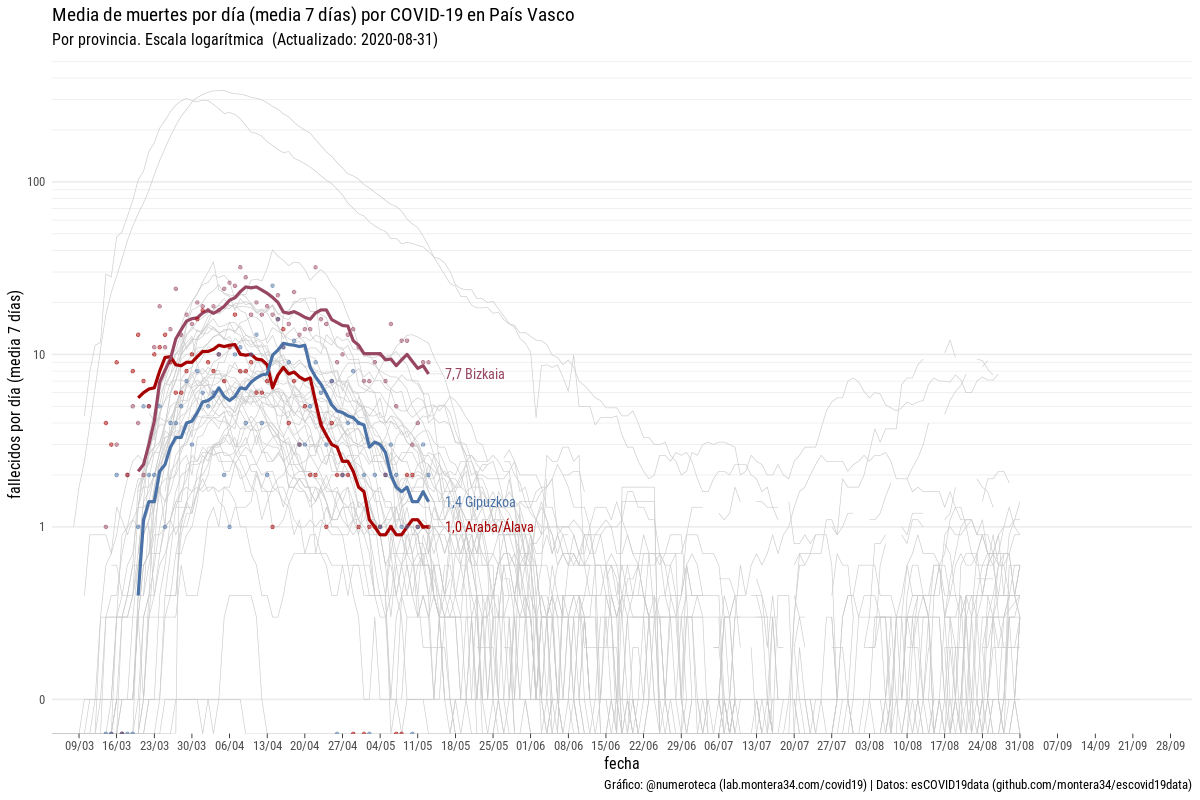 Media de muertes por día (media 7 días) por COVID-19 en País Vasco
Por provincia. Escala logarítmica (Actualizado: 2020-08-31)
fallecidos por día (media 7 días)
100
10
1
0
7,7 Bizkaia
1,4 Gipuzkoa
1,0 Araba/Álava
09/03 16/03 23/03 30/03 06/04 13/04 20/04 27/04 04/05 11/05 18/05 25/05 01/06 08/06 15/06 22/06 29/06 06/07 13/07 20/07 27/07 03/08 10/08 17/08 24/08 31/08 07/09 14/09 21/09 28/09
fecha
Gráfico: @numeroteca (lab.montera34.com/covid19) | Datos: esCOVID19data (github.com/montera34/escovid19data)